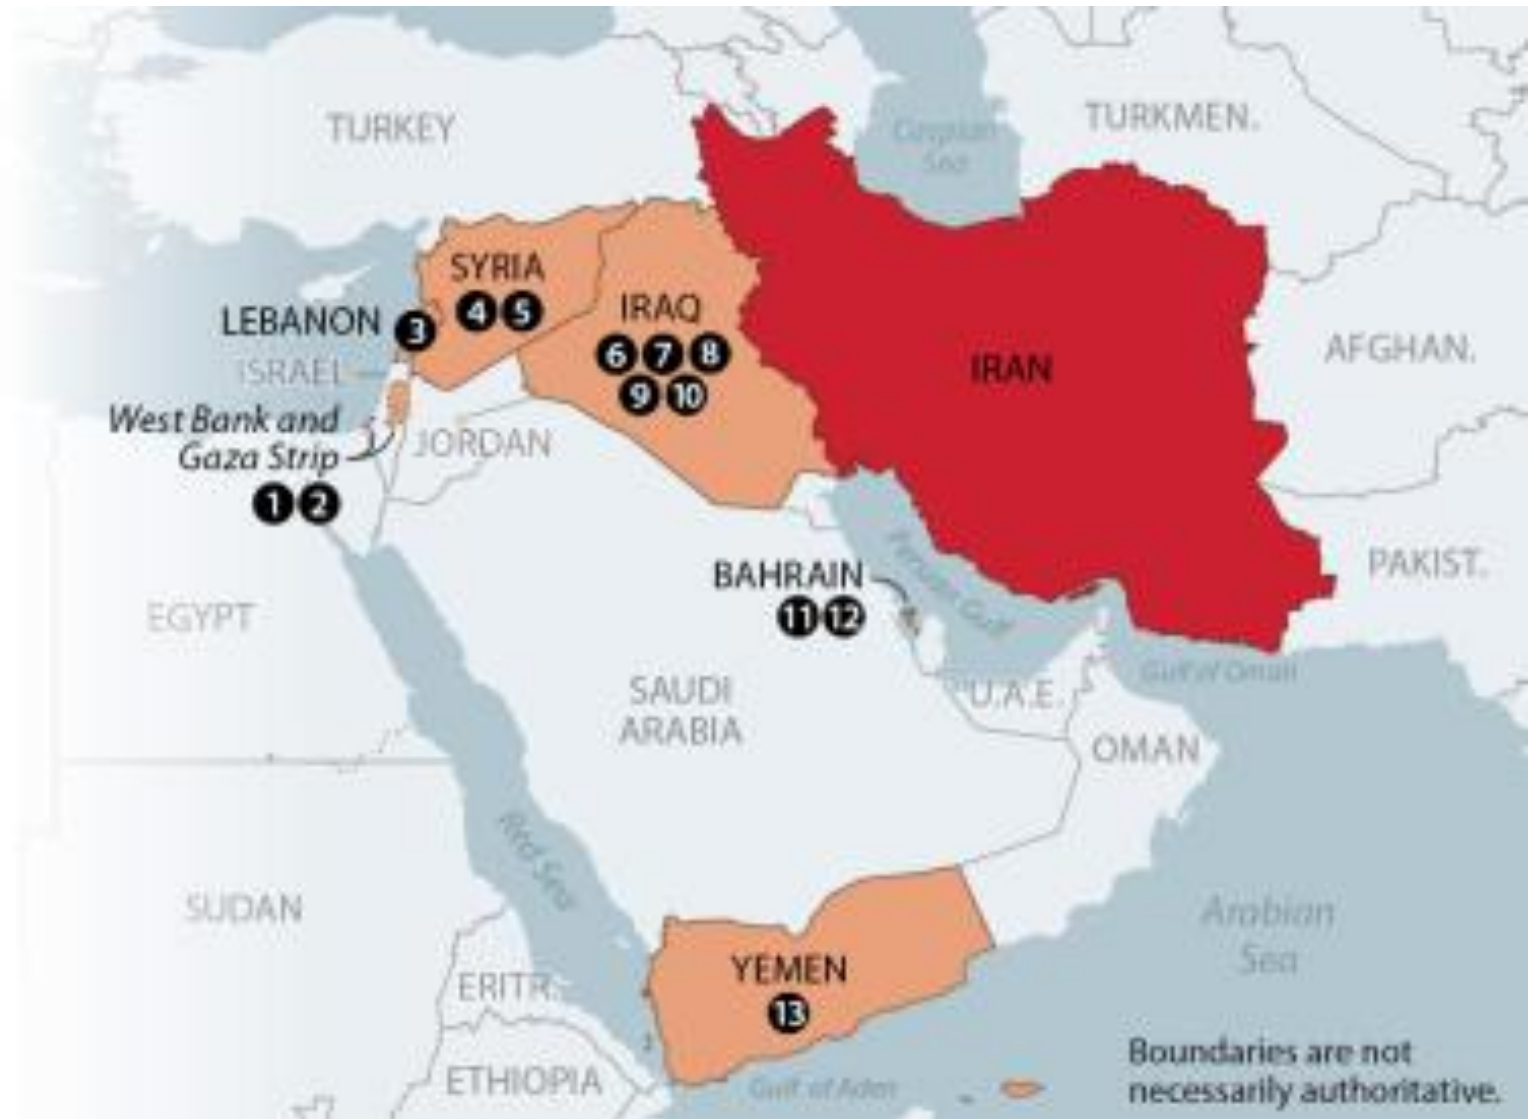 TURKEY
TURKMEN.
Caspian
Sea
SYRIA
4 5
LEBANON
3
IRAQ
6 7 8
9 10
IRAN
AFGHAN.
ISRAEL
West Bank and
Gaza Strip
1 2
JORDAN
PAKIST.
EGYPT
BAHRAIN
11 12
Persian Gulf
Gulf of Oman
SAUDI
ARABIA
U.A.E.
OMAN
Red Sea
SUDAN
Arabian
Sea
ERITR.
YEMEN
13
ETHIOPIA
Gulf of Aden
Boundaries are not
necessarily authoritative.